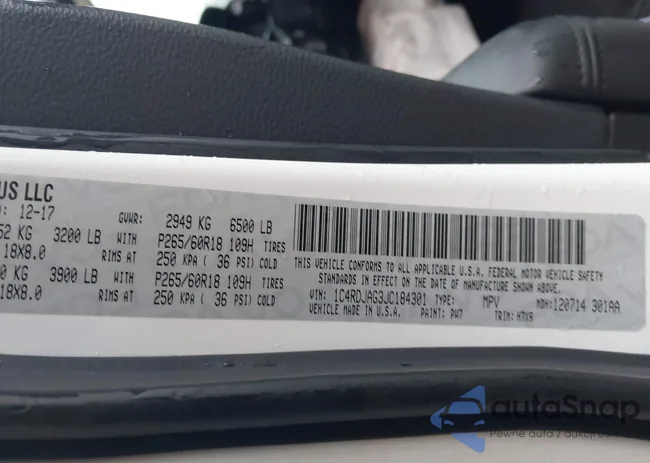 US LLC
: 12-17 GVWR: 2949 KG 6500 LB
52 KG 3200 LB WITH P265/60R18 109H TIRES
18X8.0 RIMS AT 250 KPA ( 36 PSI) COLD
0 KG 3900 LB WITH P265/60R18 109H TIRES
18X8.0 RIMS AT 250 KPA ( 36 PSI) COLD
THIS VEHICLE CONFORMS TO ALL APPLICABLE U.S.A. FEDERAL MOTOR VEHICLE SAFETY
STANDARDS IN EFFECT ON THE DATE OF MANUFACTURE SHOWN ABOVE.
VIN: 1C4RDJAG3JC184301 TYPE: MPV MDH:120714 301AA
VEHICLE MADE IN U.S.A. PAINT: PW7 TRIM: H7X9
autoSnap
Pewne auta z aukcji